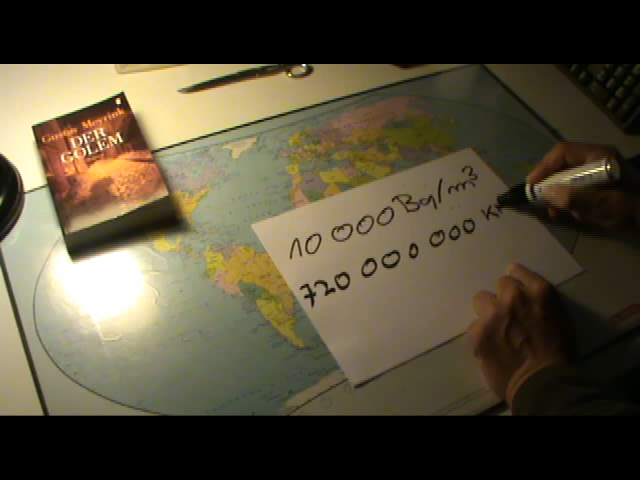 Gustav Meyrink
DER
GOLEM
10 000 Bq/m³
720 000 000 K